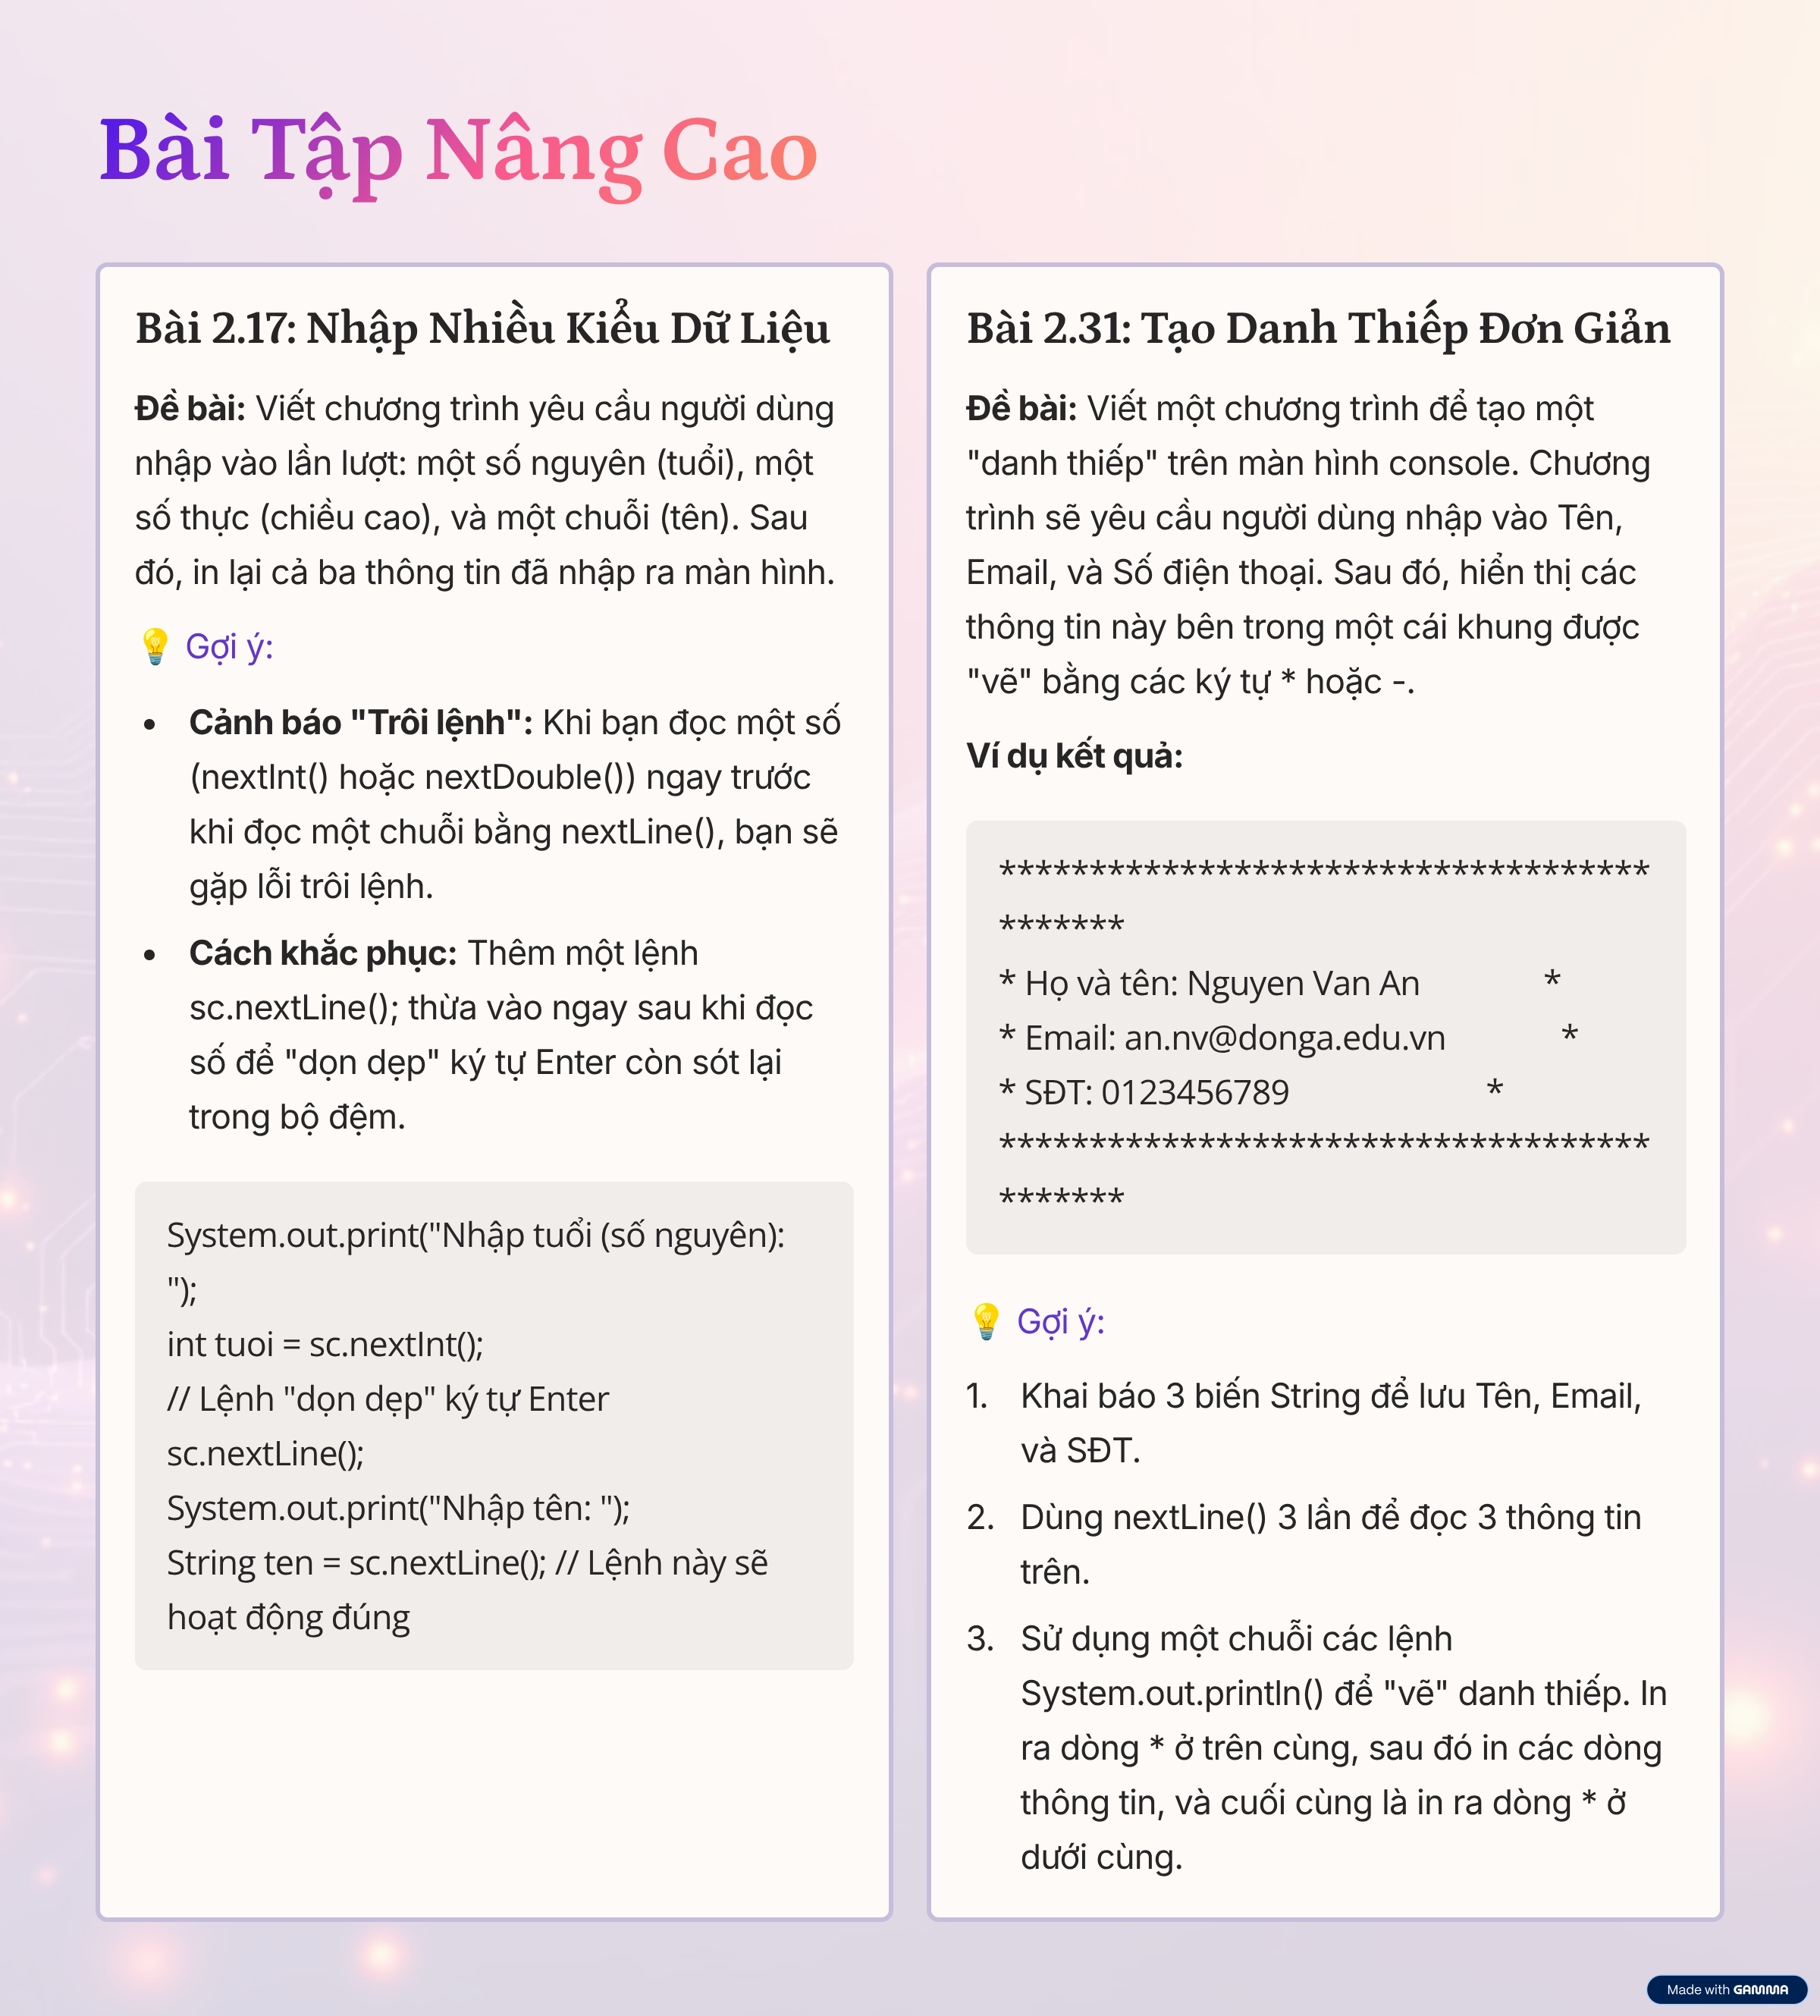 Bài Tập Nâng Cao
Bài 2.17: Nhập Nhiều Kiểu Dữ Liệu
Đề bài: Viết chương trình yêu cầu người dùng
nhập vào lần lượt: một số nguyên (tuổi), một
số thực (chiều cao), và một chuỗi (tên). Sau
đó, in lại cả ba thông tin đã nhập ra màn hình.
💡 Gợi ý:
• Cảnh báo "Trôi lệnh": Khi bạn đọc một số
(nextInt() hoặc nextDouble()) ngay trước
khi đọc một chuỗi bằng nextLine(), bạn sẽ
gặp lỗi trôi lệnh.
• Cách khắc phục: Thêm một lệnh
sc.nextLine(); thừa vào ngay sau khi đọc
số để "dọn dẹp" ký tự Enter còn sót lại
trong bộ đệm.
System.out.print("Nhập tuổi (số nguyên):
");
int tuoi = sc.nextInt();
// Lệnh "dọn dẹp" ký tự Enter
sc.nextLine();
System.out.print("Nhập tên: ");
String ten = sc.nextLine(); // Lệnh này sẽ
hoạt động đúng
Bài 2.31: Tạo Danh Thiếp Đơn Giản
Đề bài: Viết một chương trình để tạo một
"danh thiếp" trên màn hình console. Chương
trình sẽ yêu cầu người dùng nhập vào Tên,
Email, và Số điện thoại. Sau đó, hiển thị các
thông tin này bên trong một cái khung được
"vẽ" bằng các ký tự * hoặc -.
Ví dụ kết quả:
************************************
*******
* Họ và tên: Nguyen Van An *
* Email: an.nv@donga.edu.vn *
* SĐT: 0123456789 *
************************************
*******
💡 Gợi ý:
1. Khai báo 3 biến String để lưu Tên, Email,
và SĐT.
2. Dùng nextLine() 3 lần để đọc 3 thông tin
trên.
3. Sử dụng một chuỗi các lệnh
System.out.println() để "vẽ" danh thiếp. In
ra dòng * ở trên cùng, sau đó in các dòng
thông tin, và cuối cùng là in ra dòng * ở
dưới cùng.
Made with GAMMA